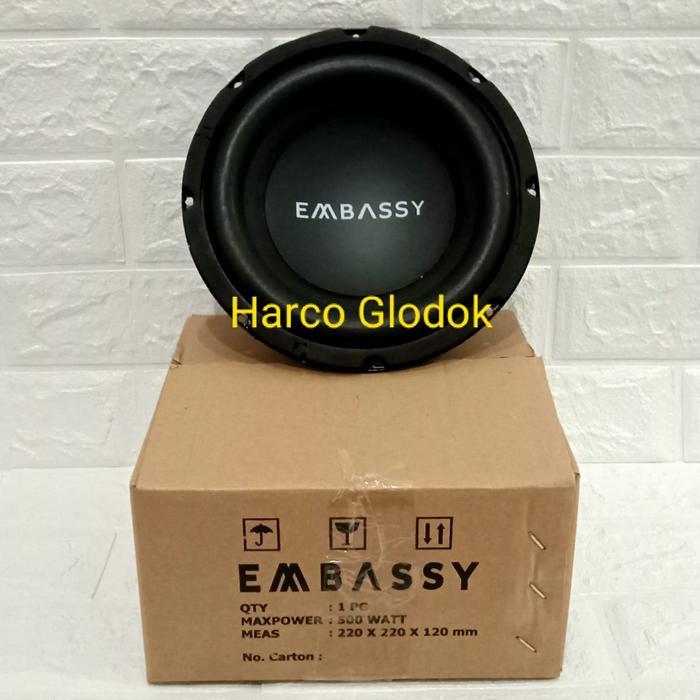 EMBASSY
Harco Glodok
EMBASSY
QTY : 1 PC
MAXPOWER : 500 WATT
MEAS : 220 X 220 X 120 mm
No. Carton :